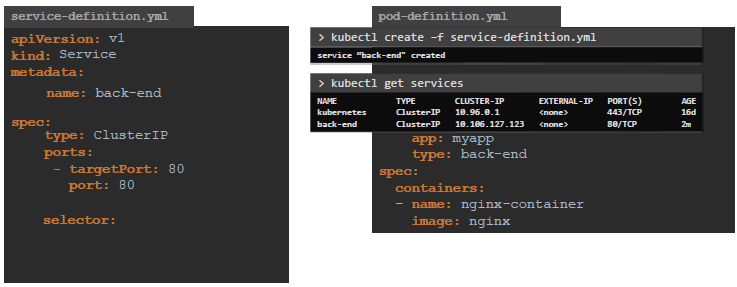 service-definition.yml
apiVersion: v1
kind: Service
metadata:
name: back-end
spec:
type: ClusterIP
ports:
- targetPort: 80
port: 80
selector:
pod-definition.yml
> kubectl create –f service-definition.yml
service “back-end” created
> kubectl get services
NAME TYPE CLUSTER-IP EXTERNAL-IP PORT(S) AGE
kubernetes ClusterIP 10.96.0.1 <none> 443/TCP 16d
back-end ClusterIP 10.106.127.123 <none> 80/TCP 2m
app: myapp
type: back-end
spec:
containers:
- name: nginx-container
image: nginx